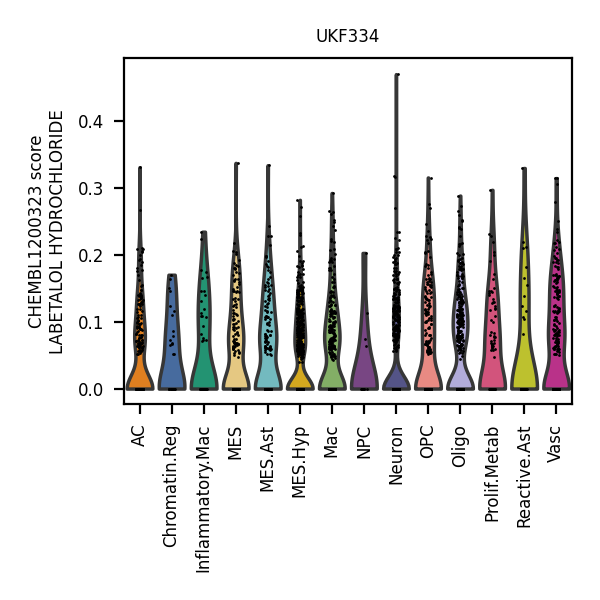 UKF334
CHEMBL1200323 score
LABETALOL HYDROCHLORIDE
0.4
0.3
0.2
0.1
0.0
AC
Chromatin.Reg
Inflammatory.Mac
MES
MES.Ast
MES.Hyp
Mac
NPC
Neuron
OPC
Oligo
Prolif.Metab
Reactive.Ast
Vasc